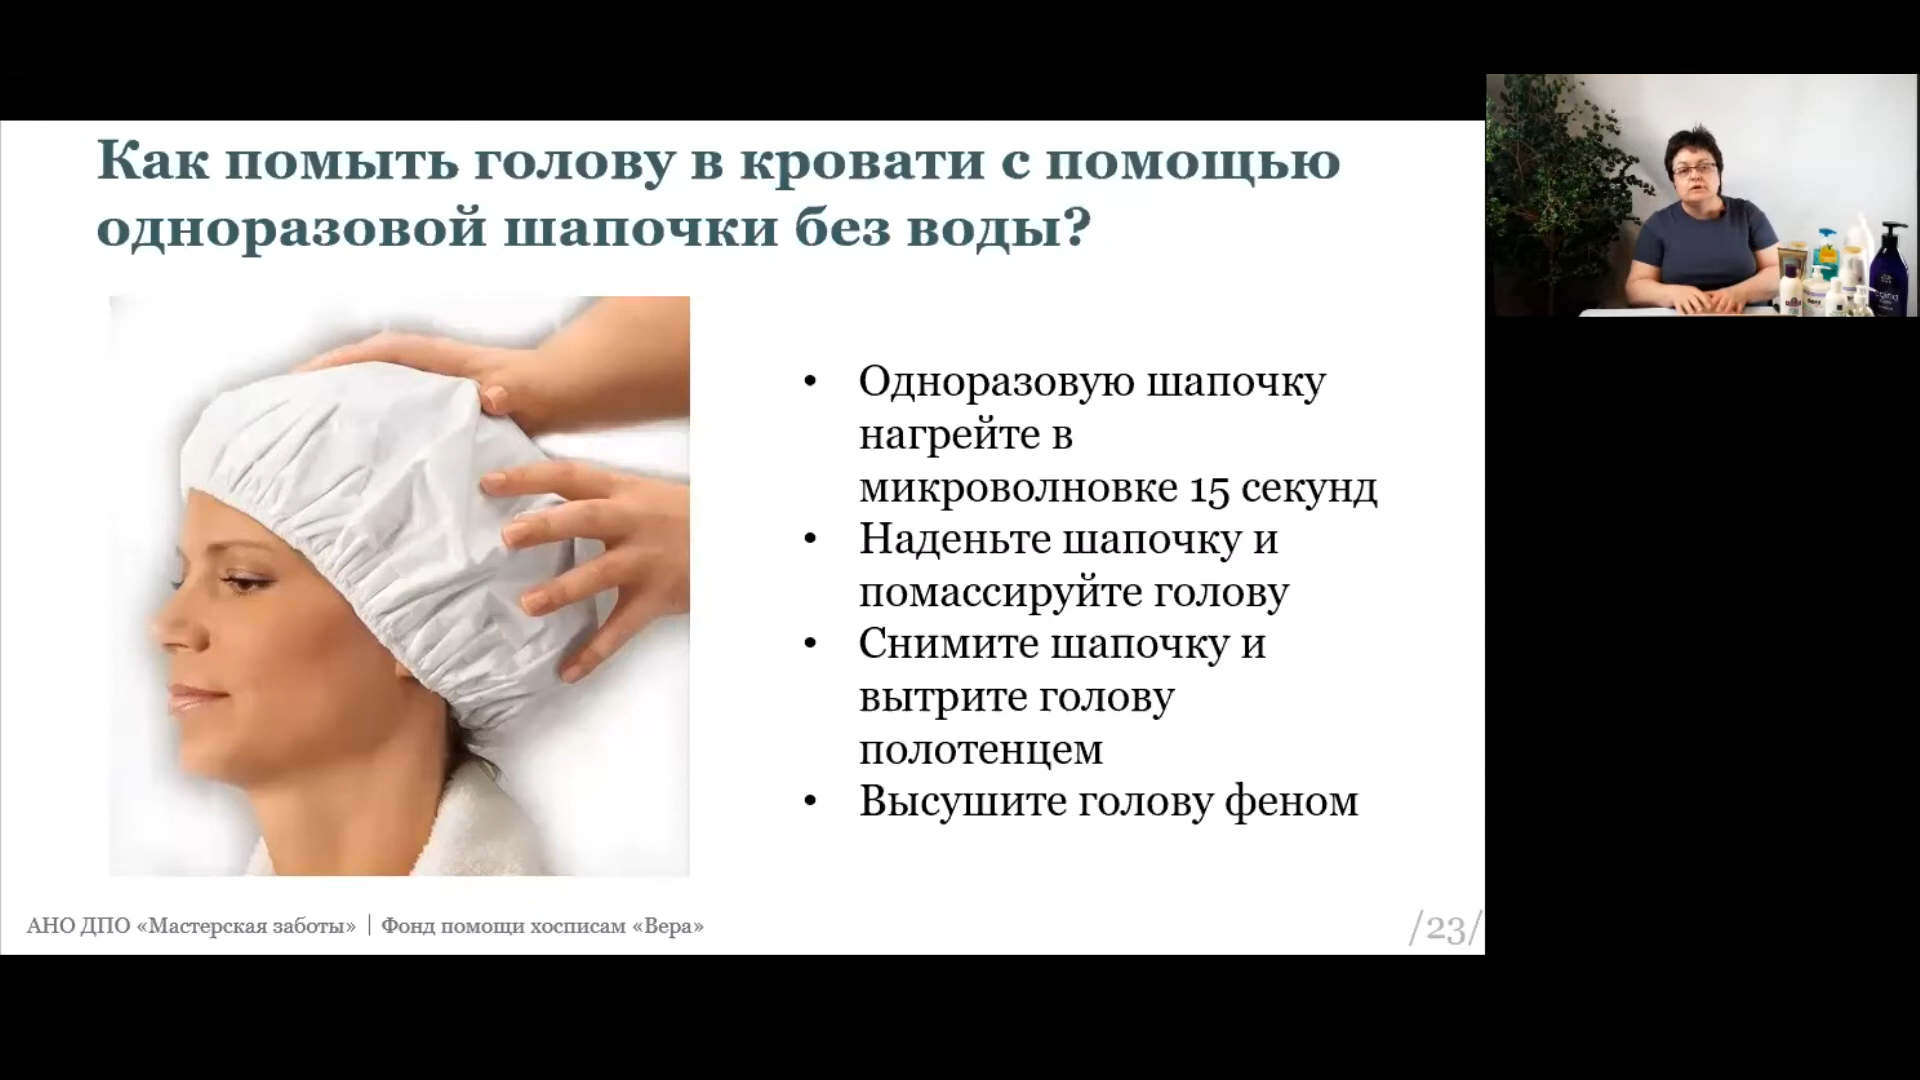 Как помыть голову в кровати с помощью
одноразовой шапочки без воды?
• Одноразовую шапочку
нагрейте в
микроволновке 15 секунд
• Наденьте шапочку и
помассируйте голову
• Снимите шапочку и
вытрите голову
полотенцем
• Высушите голову феном
АНО ДПО «Мастерская заботы» | Фонд помощи хосписам «Вера»
/23/